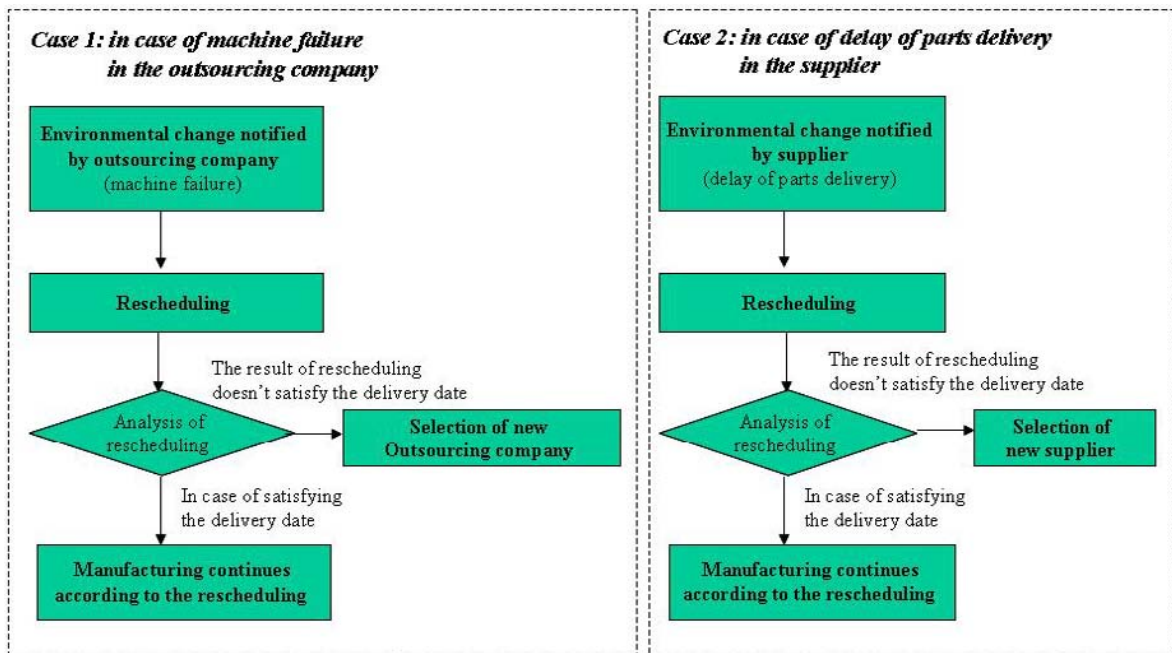 Case 1: in case of machine failure
in the outsourcing company
Environmental change notified
by outsourcing company
(machine failure)
Rescheduling
The result of rescheduling
doesn't satisfy the delivery date
Analysis of
rescheduling
Selection of new
Outsourcing company
In case of satisfying
the delivery date
Manufacturing continues
according to the rescheduling
Case 2: in case of delay of parts delivery
in the supplier
Environmental change notified
by supplier
(delay of parts delivery)
Rescheduling
The result of rescheduling
doesn't satisfy the delivery date
Analysis of
rescheduling
Selection of
new supplier
In case of satisfying
the delivery date
Manufacturing continues
according to the rescheduling